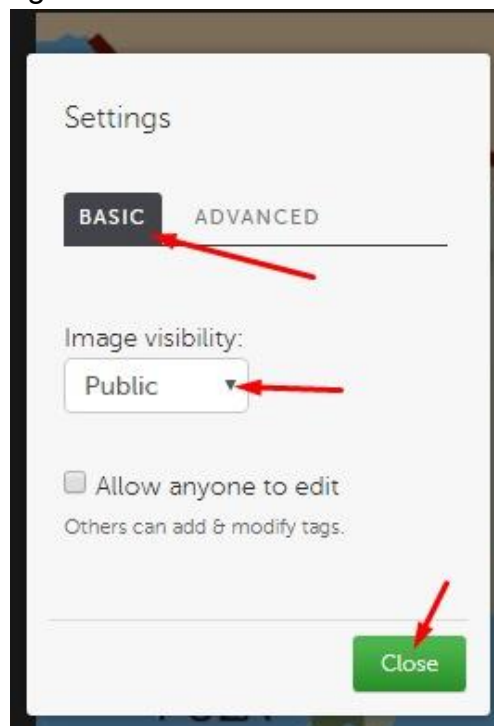 Settings
BASIC ADVANCED
Image visibility:
Public
Allow anyone to edit
Others can add & modify tags.
Close